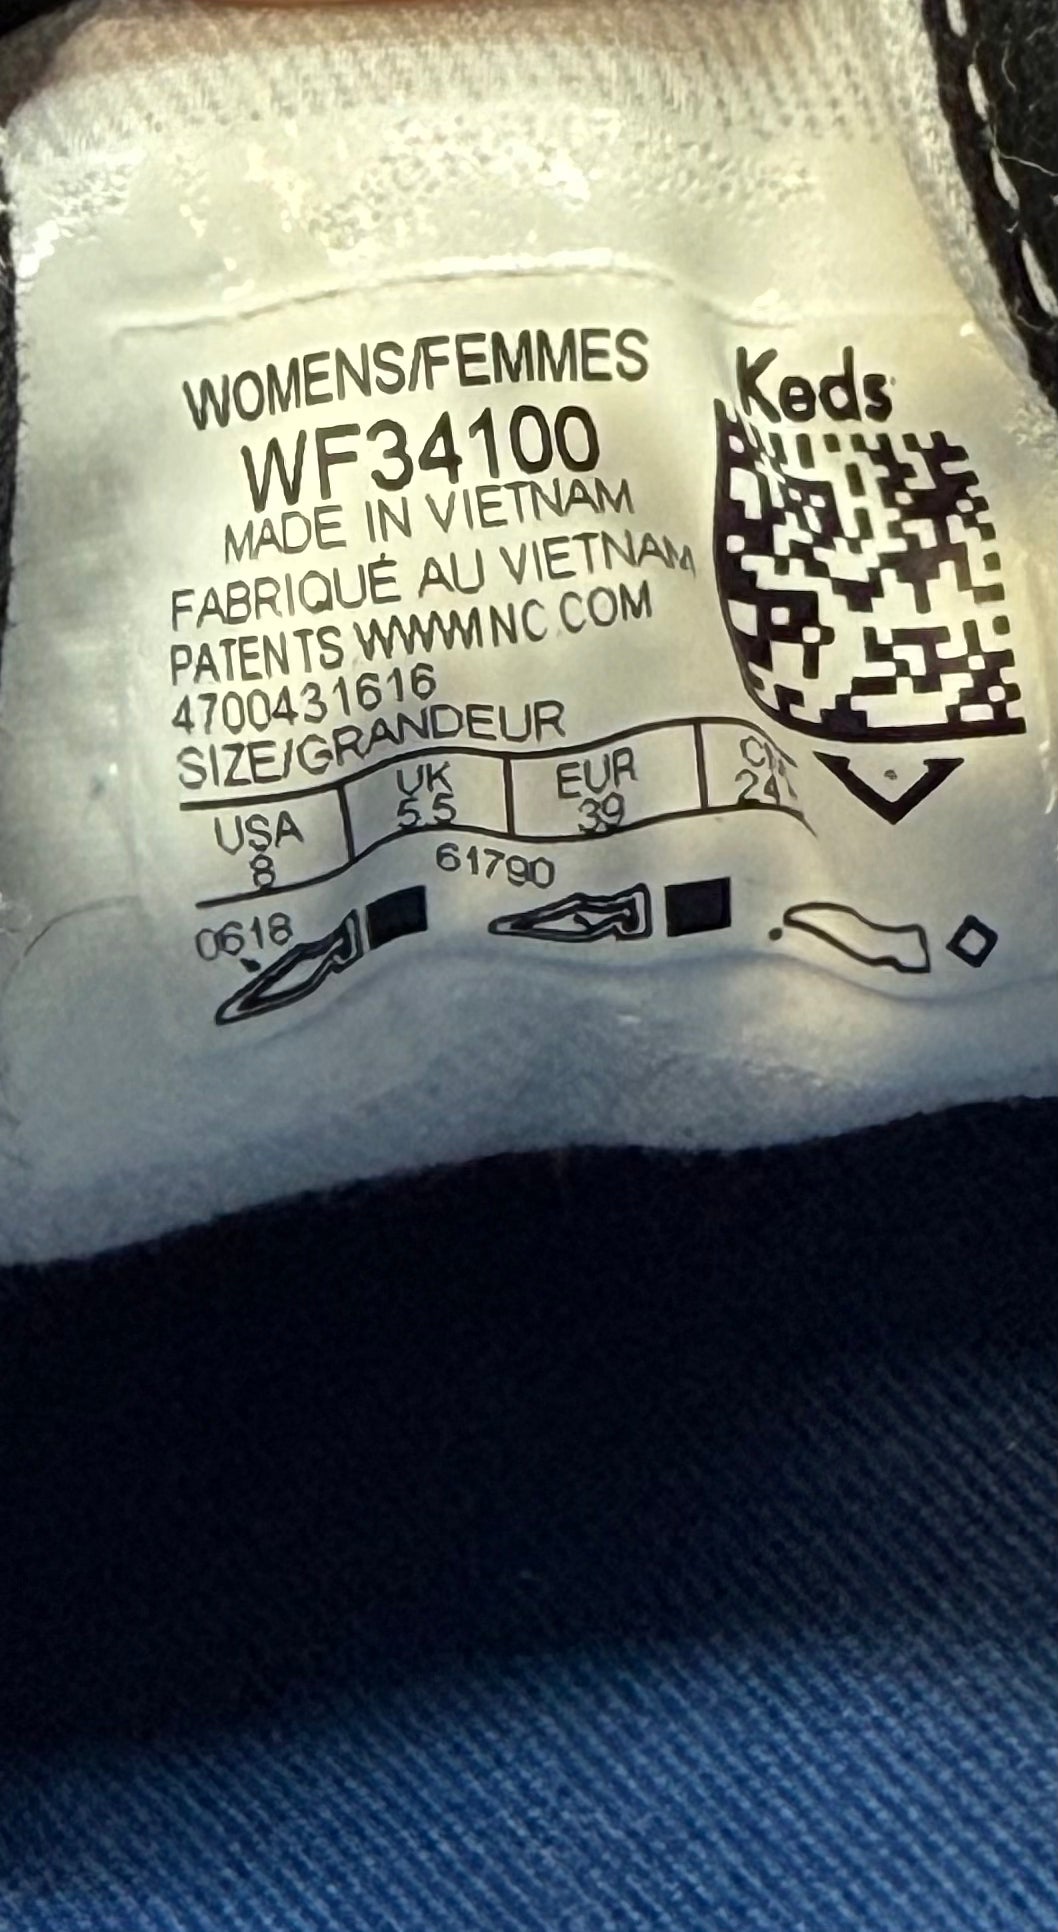 WOMENS/FEMMES
WF34100
MADE IN VIETNAM
FABRIQUÉ AU VIETNAM
PATENTS WWW.NC.COM
4700431616
SIZE/GRANDEUR
USA UK EUR
8 5.5 39
61790
0618
Keds